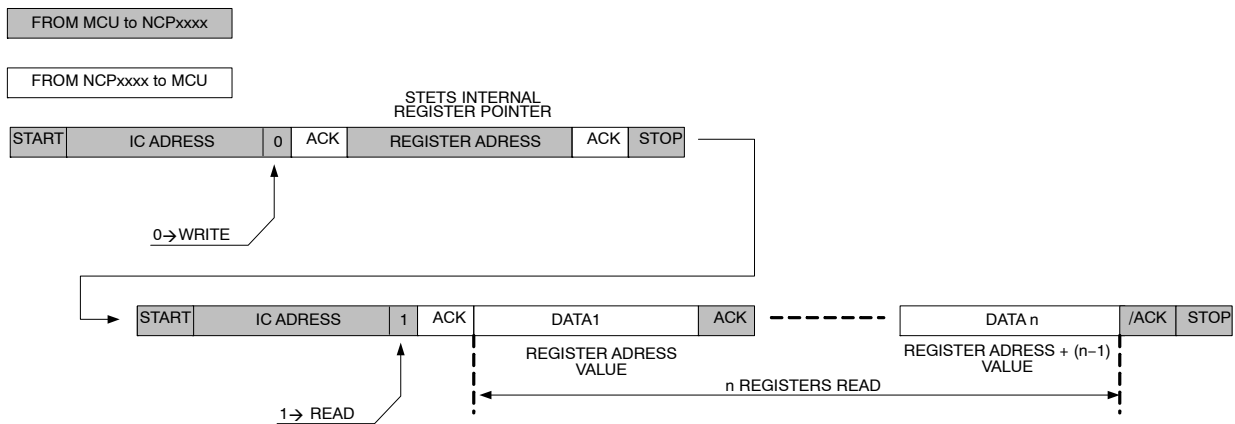 FROM MCU to NCPxxxx
FROM NCPxxxx to MCU
STETS INTERNAL
REGISTER POINTER
START IC ADRESS 0 ACK REGISTER ADRESS ACK STOP
0→WRITE
START IC ADRESS 1 ACK DATA1 ACK DATA n /ACK STOP
REGISTER ADRESS
VALUE
REGISTER ADRESS + (n−1)
VALUE
n REGISTERS READ
1→ READ